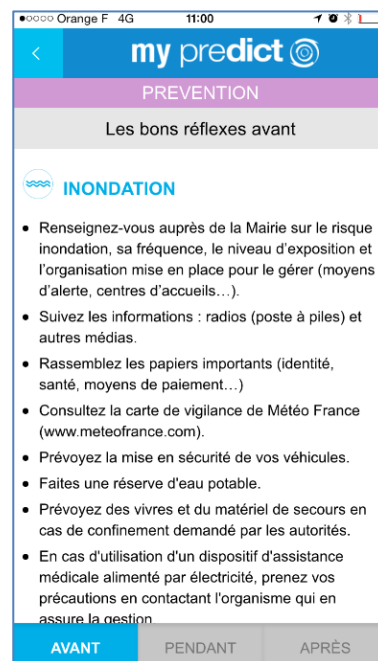 Orange F 4G 11:00
my predict
PREVENTION
Les bons réflexes avant
INONDATION
• Renseignez-vous auprès de la Mairie sur le risque
inondation, sa fréquence, le niveau d'exposition et
l'organisation mise en place pour le gérer (moyens
d'alerte, centres d'accueils…).
• Suivez les informations : radios (poste à piles) et
autres médias.
• Rassemblez les papiers importants (identité,
santé, moyens de paiement…)
• Consultez la carte de vigilance de Météo France
(www.meteofrance.com).
• Prévoyez la mise en sécurité de vos véhicules.
• Faites une réserve d'eau potable.
• Prévoyez des vivres et du matériel de secours en
cas de confinement demandé par les autorités.
• En cas d'utilisation d'un dispositif d'assistance
médicale alimenté par électricité, prenez vos
précautions en contactant l'organisme qui en
assure la gestion
AVANT PENDANT APRÈS